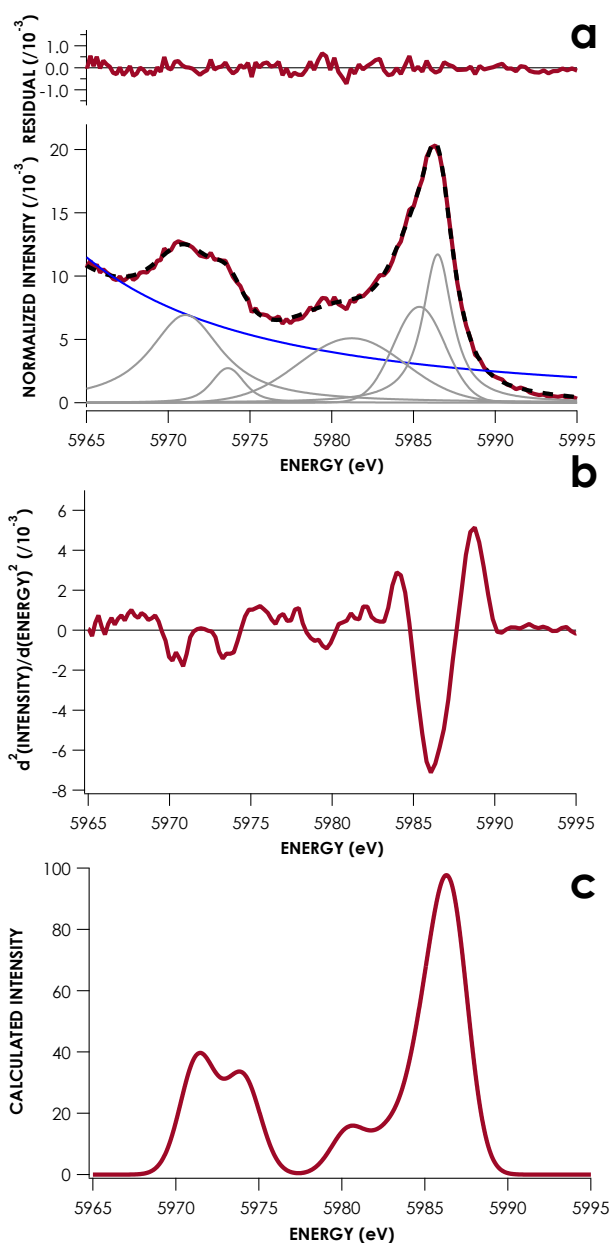 a
RESIDUAL (/10^-3)
1.0
0.0
-1.0
NORMALIZED INTENSITY (/10^-3)
20
15
10
5
0
5965 5970 5975 5980 5985 5990 5995
ENERGY (eV)
b
d^2(INTENSITY)/d(ENERGY)^2 (/10^-3)
6
4
2
0
-2
-4
-6
-8
5965 5970 5975 5980 5985 5990 5995
ENERGY (eV)
c
CALCULATED INTENSITY
100
80
60
40
20
0
5965 5970 5975 5980 5985 5990 5995
ENERGY (eV)